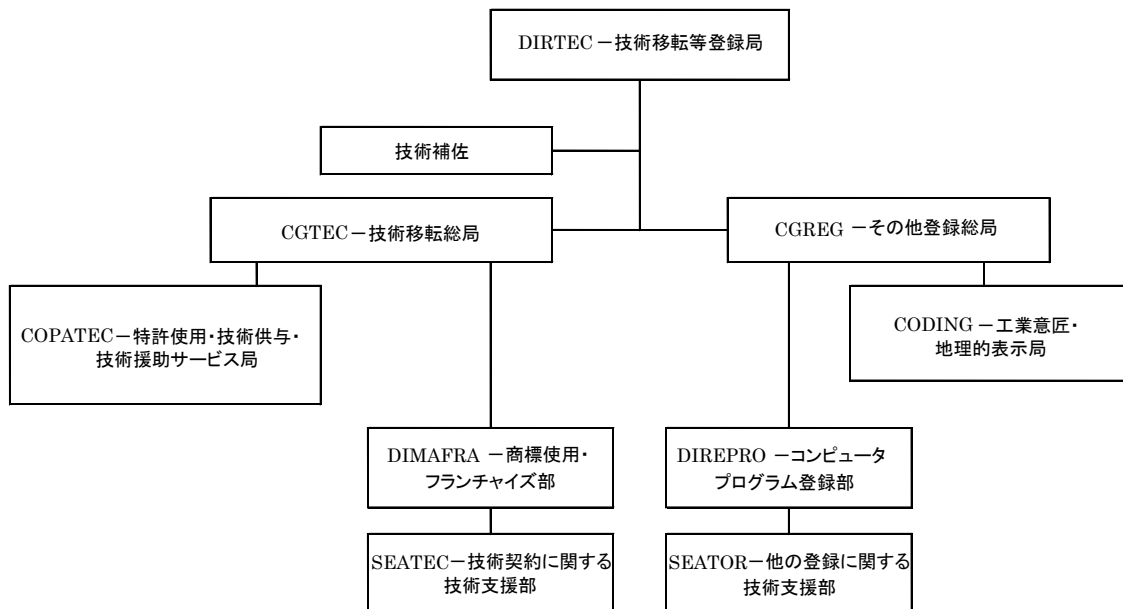 DIRTEC －技術移転等登録局
技術補佐
CGTEC－技術移転総局
CGREG －その他登録総局
COPATEC－特許使用・技術供与・
技術援助サービス局
CODING －工業意匠・
地理的表示局
DIMAFRA －商標使用・
フランチャイズ部
DIREPRO －コンピュータ
プログラム登録部
SEATEC－技術契約に関する
技術支援部
SEATOR－他の登録に関する
技術支援部